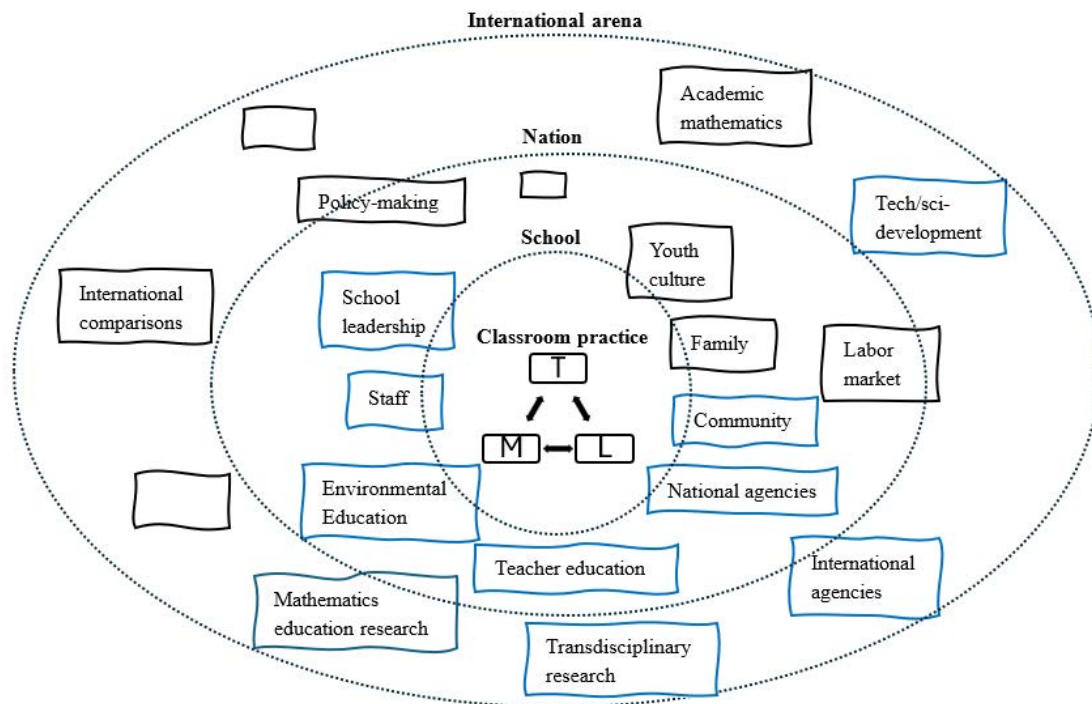 International arena
Academic
mathematics
Nation
Policy-making
Tech/sci-
development
School
Youth
culture
International
comparisons
School
leadership
Classroom practice
Family
Labor
market
T
Staff
Community
M
L
Environmental
Education
National agencies
Teacher education
International
agencies
Mathematics
education research
Transdisciplinary
research